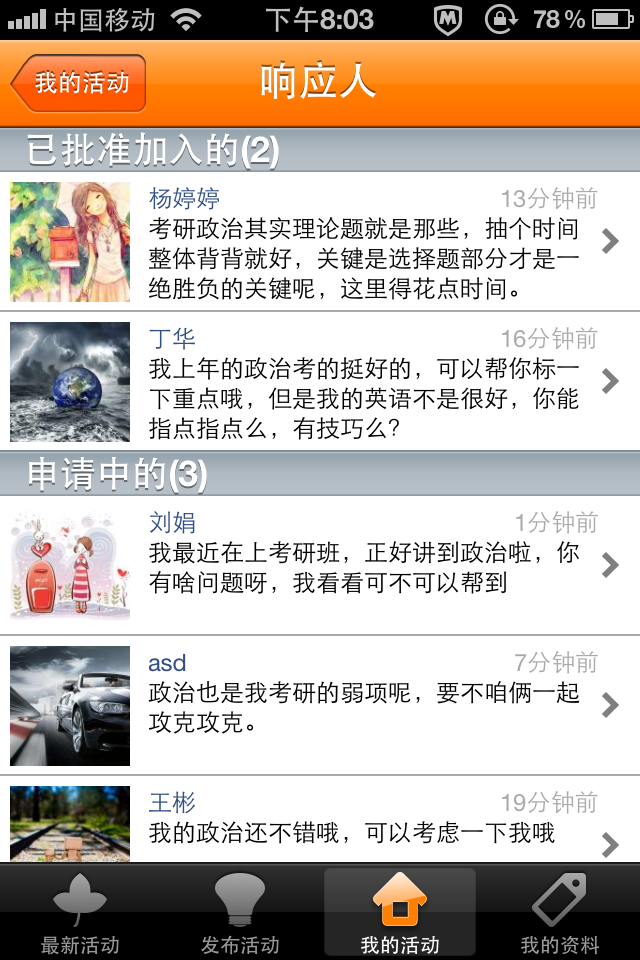 中国移动 下午8:03 78%
我的活动 响应人
已批准加入的(2)
杨婷婷 13分钟前
考研政治其实理论题就是那些，抽个时间
整体背背就好，关键是选择题部分才是一
绝胜负的关键呢，这里得花点时间。
丁华 16分钟前
我上年的政治考的挺好的，可以帮你标一
下重点哦，但是我的英语不是很好，你能
指点指点么，有技巧么？
申请中的(3)
刘娟 1分钟前
我最近在上考研班，正好讲到政治啦，你
有啥问题呀，我看看可不可以帮到
asd 7分钟前
政治也是我考研的弱项呢，要不咱俩一起
攻克攻克。
王彬 19分钟前
我的政治还不错哦，可以考虑一下我哦
最新活动 发布活动 我的活动 我的资料